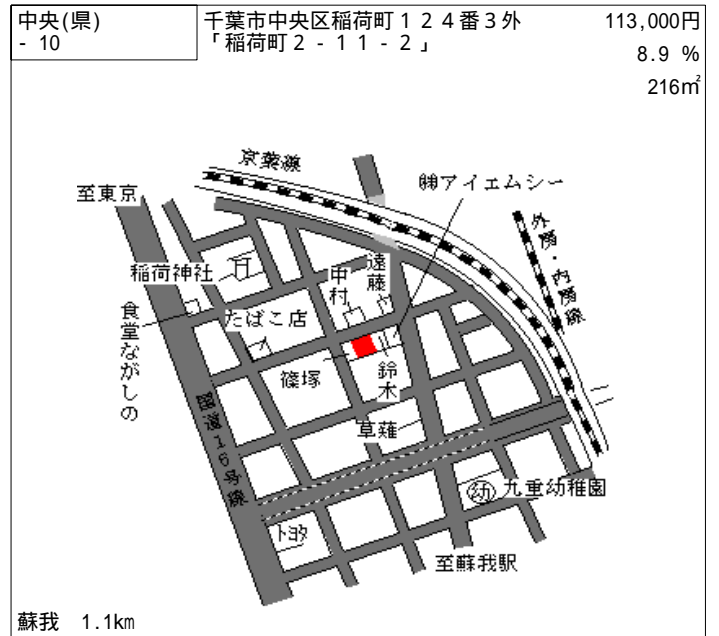 中央(県)
- 10
千葉市中央区稲荷町１２４番３外
「稲荷町２ - 11 - 2」
113,000円
8.9 %
216㎡
京葉線
至東京
㈱アイエムシー
外房・内房線
稲荷神社
中村
遠藤
食堂ながしの
たばこ店
篠塚
鈴木
国道16号線
草薙
幼 九重幼稚園
トヨタ
至蘇我駅
蘇我 1.1km